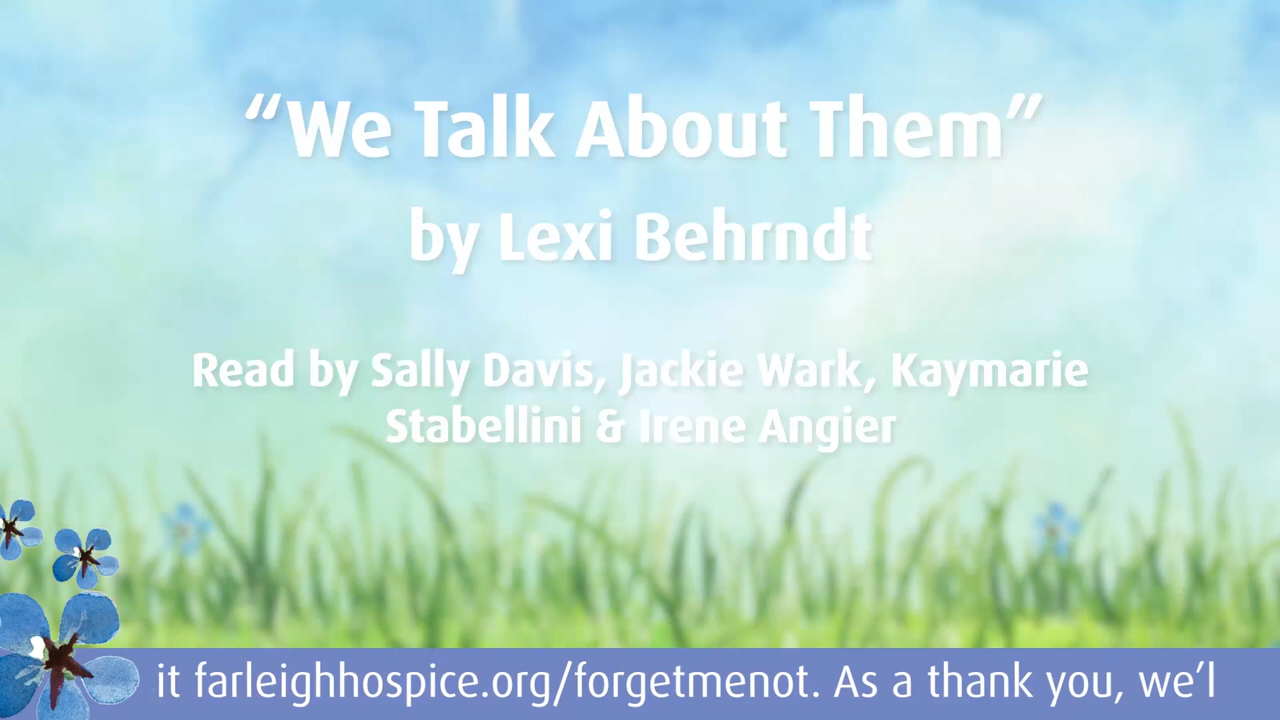 “We Talk About Them”
by Lexi Behrndt
Read by Sally Davis, Jackie Wark, Kaymarie
Stabellini & Irene Angier
it farleighhospice.org/forgetmenot. As a thank you, we’l